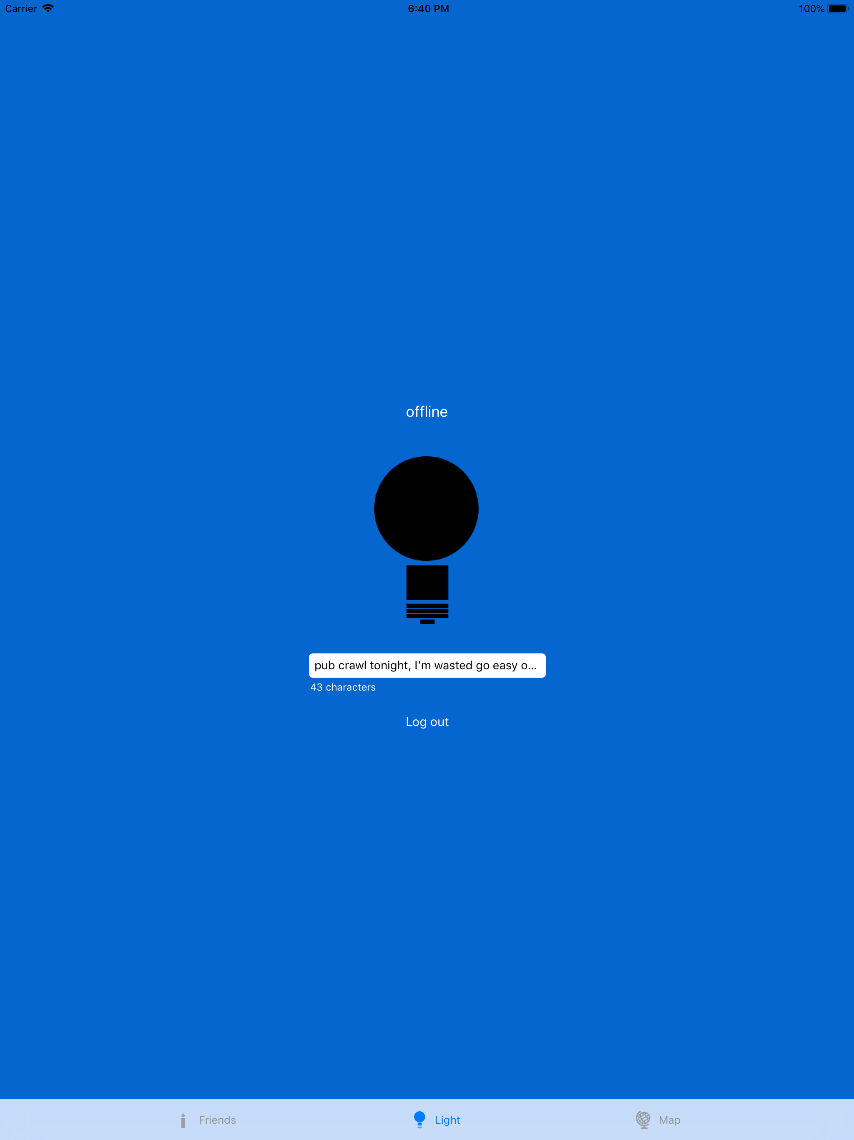 Carrier 6:40 PM 100%
offline
pub crawl tonight, I'm wasted go easy o...
43 characters
Log out
Friends Light Map